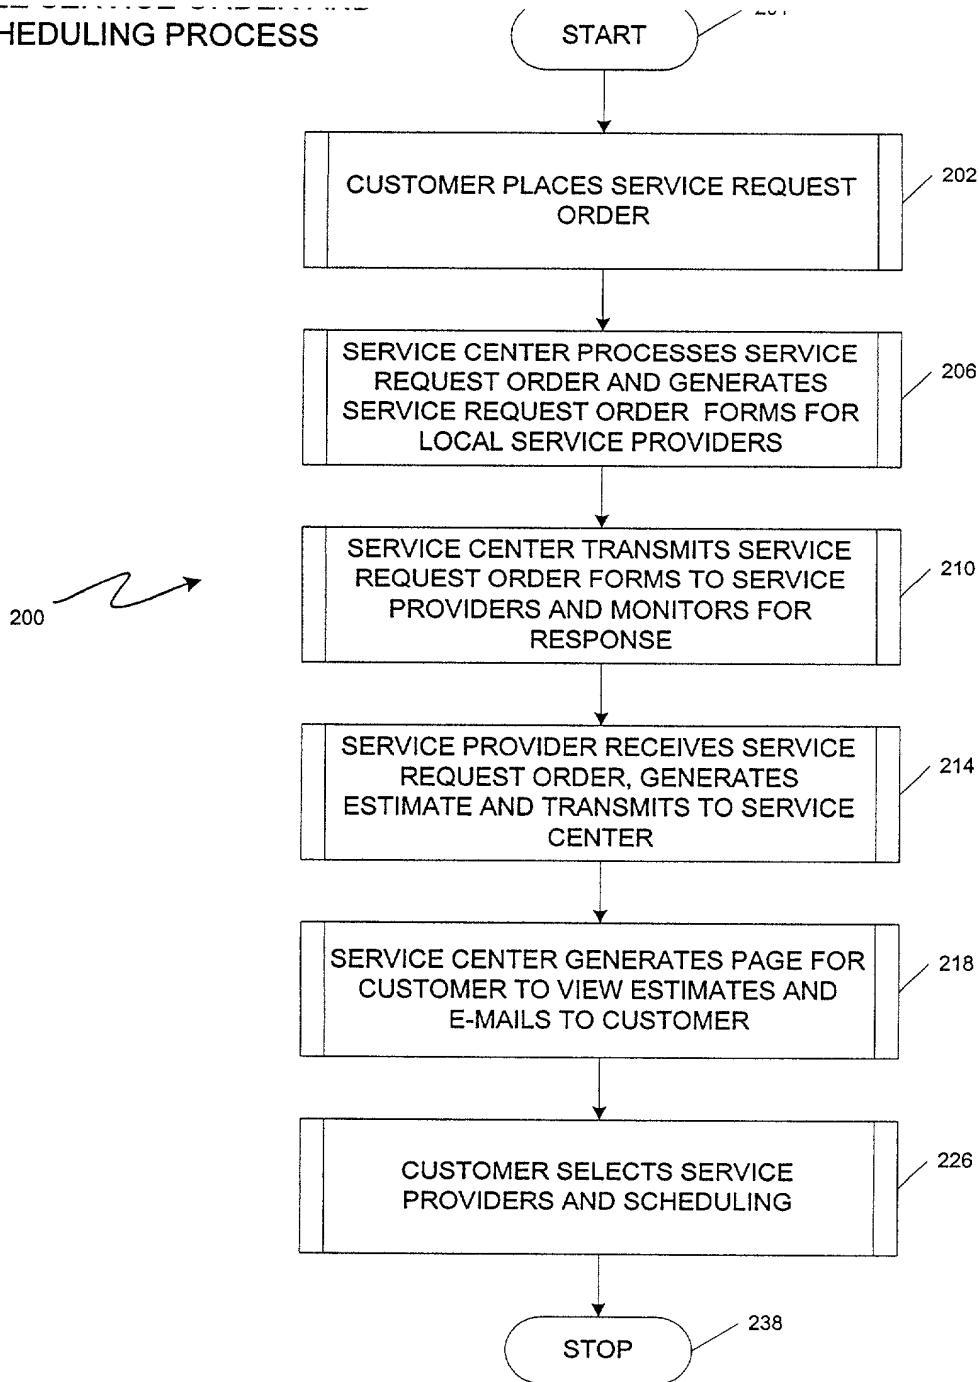 SERVICE ORDER AND
HEDULING PROCESS
START
CUSTOMER PLACES SERVICE REQUEST
ORDER
202
SERVICE CENTER PROCESSES SERVICE
REQUEST ORDER AND GENERATES
SERVICE REQUEST ORDER FORMS FOR
LOCAL SERVICE PROVIDERS
206
SERVICE CENTER TRANSMITS SERVICE
REQUEST ORDER FORMS TO SERVICE
PROVIDERS AND MONITORS FOR
RESPONSE
210
200
SERVICE PROVIDER RECEIVES SERVICE
REQUEST ORDER, GENERATES
ESTIMATE AND TRANSMITS TO SERVICE
CENTER
214
SERVICE CENTER GENERATES PAGE FOR
CUSTOMER TO VIEW ESTIMATES AND
E-MAILS TO CUSTOMER
218
CUSTOMER SELECTS SERVICE
PROVIDERS AND SCHEDULING
226
STOP
238